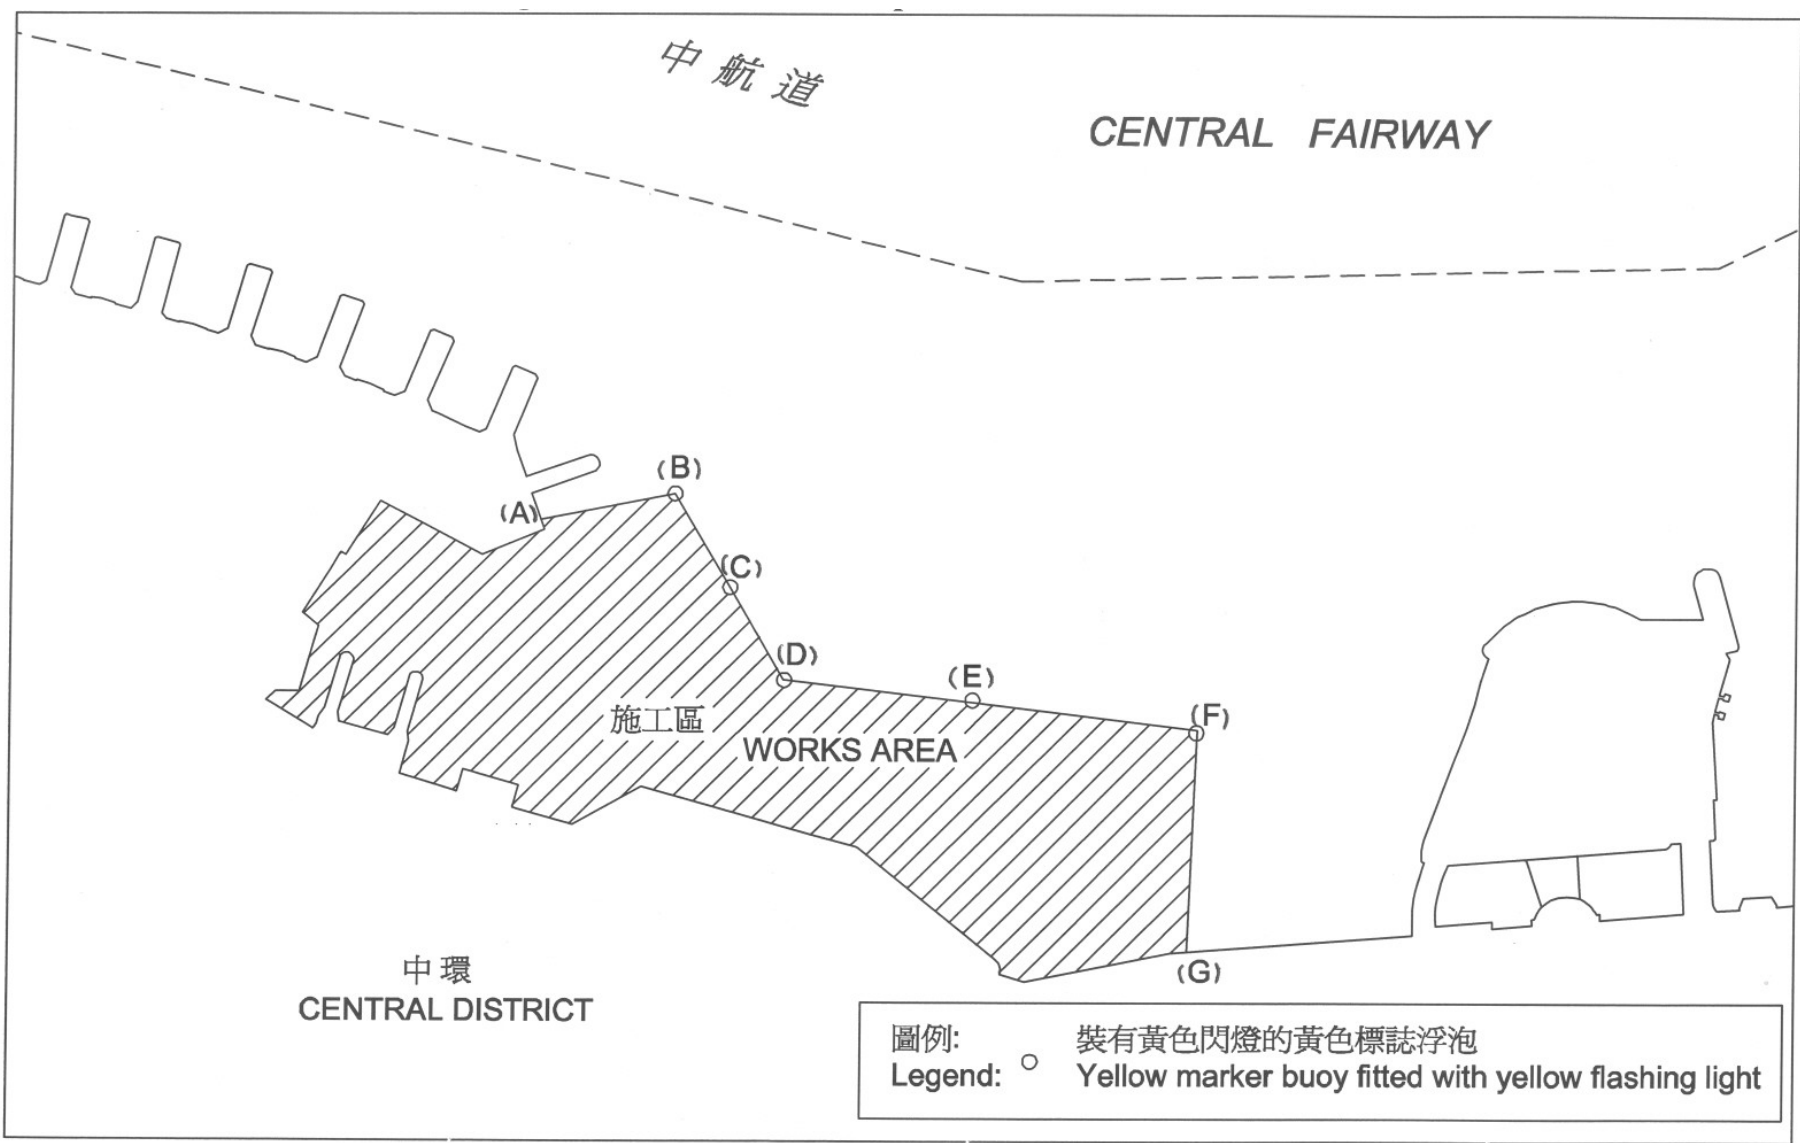 中航道
CENTRAL FAIRWAY
(B)
(A)
(C)
(D)
(E)
(F)
施工區
WORKS AREA
(G)
中環
CENTRAL DISTRICT
圖例:
Legend:
裝有黃色閃燈的黃色標誌浮泡
Yellow marker buoy fitted with yellow flashing light